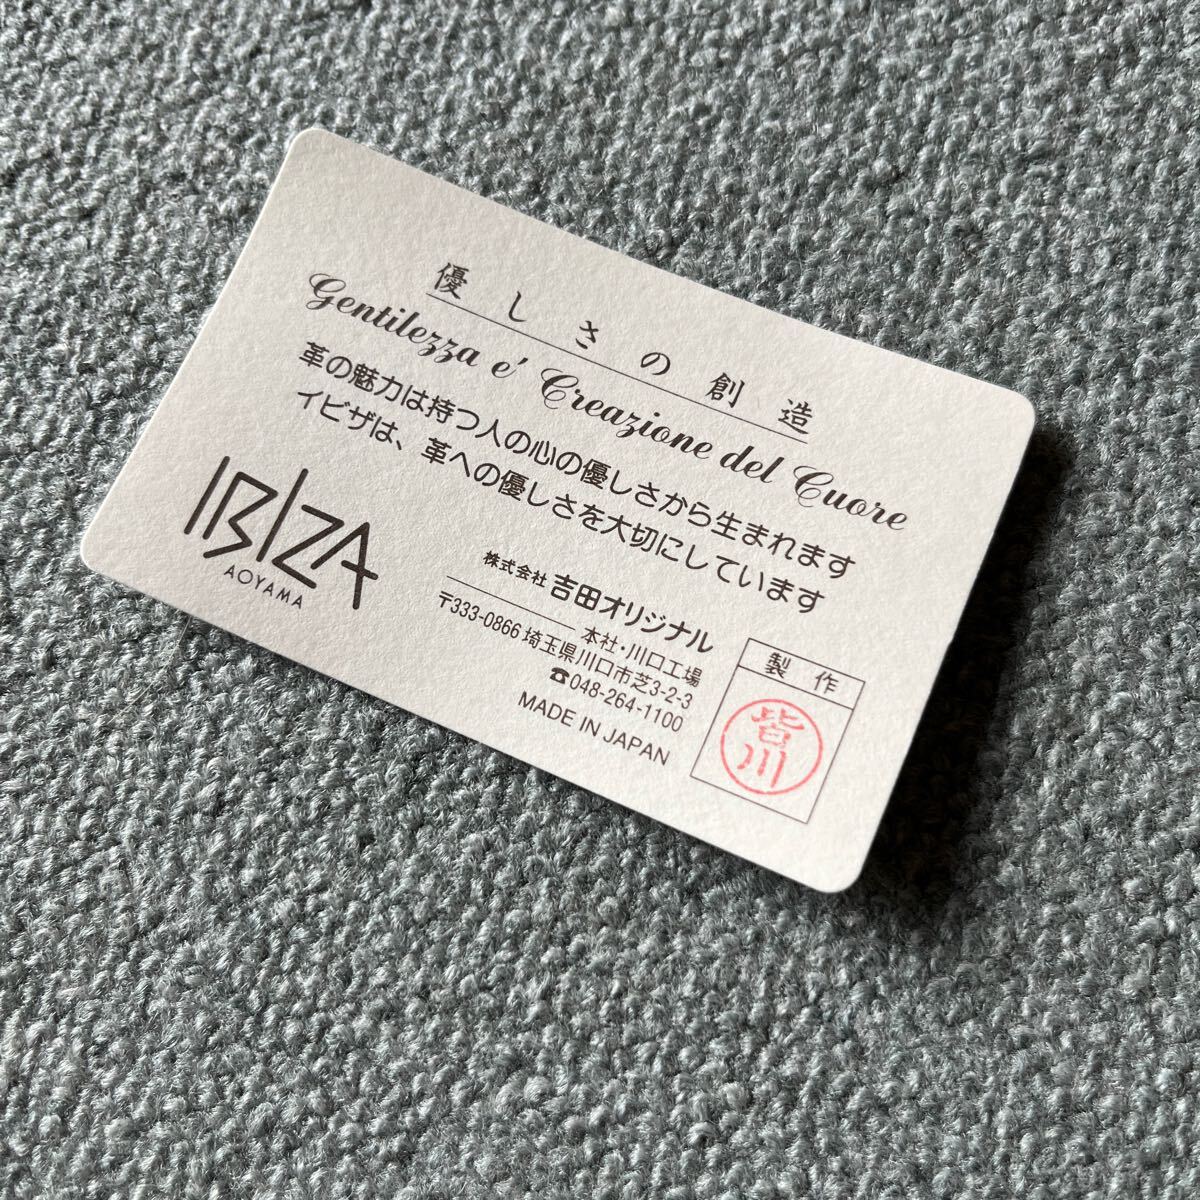 優しさの創造
Gentilezza e' Creazione del Cuore
革の魅力は持つ人の心の優しさから生まれます
イビザは、革への優しさを大切にしています
IBIZA
AOYAMA
株式会社 吉田オリジナル
本社・川口工場
〒333-0866 埼玉県川口市芝3-2-3
☎048-264-1100
MADE IN JAPAN
製作
皆川